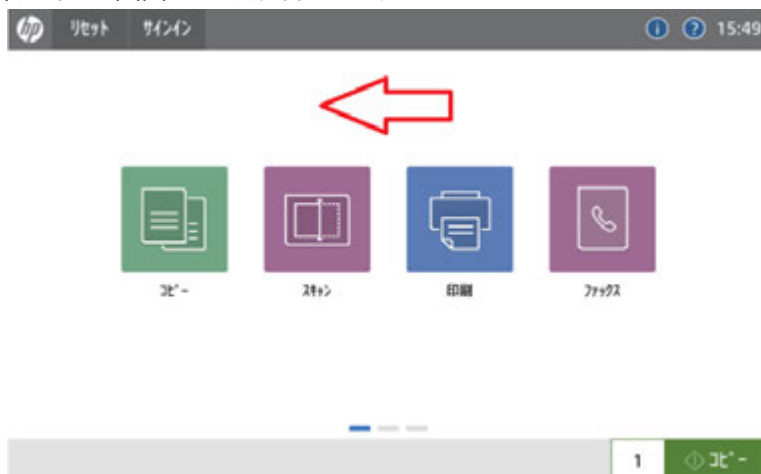 hp リセット サインイン 15:49
コピー スキャン 印刷 ファックス
1 コピー